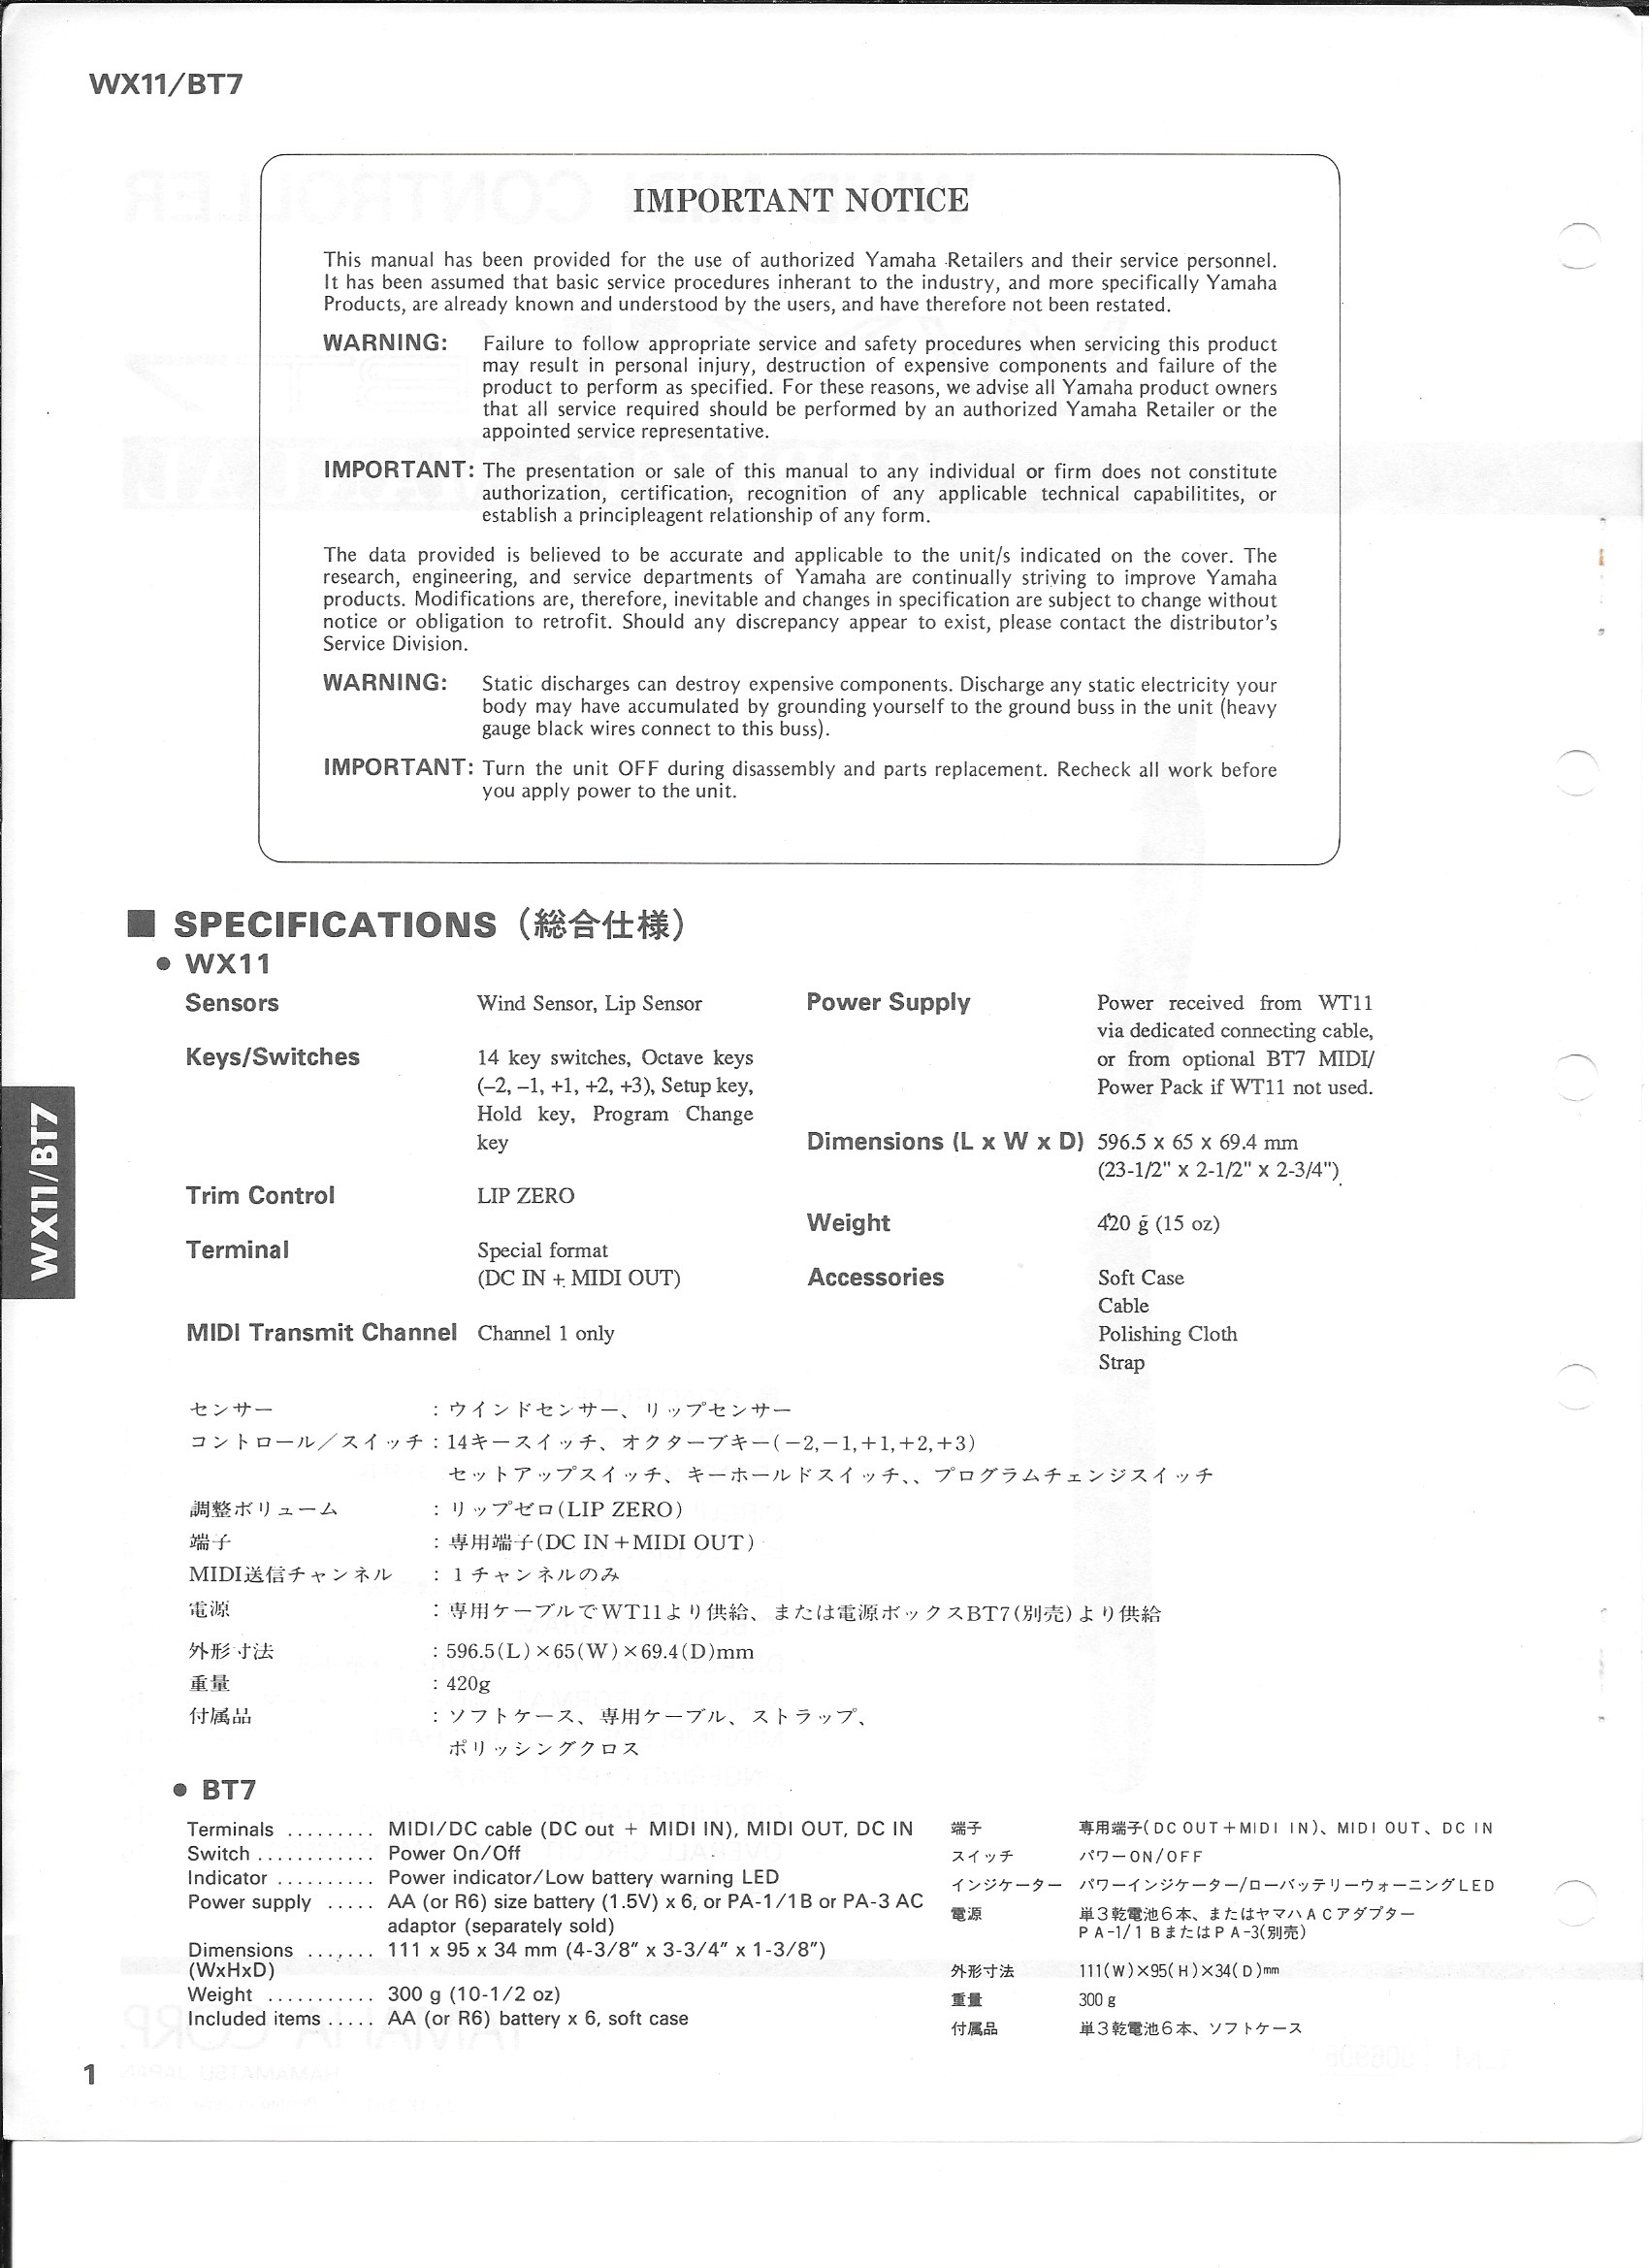 WX11/BT7
IMPORTANT NOTICE
This manual has been provided for the use of authorized Yamaha Retailers and their service personnel.
It has been assumed that basic service procedures inherant to the industry, and more specifically Yamaha
Products, are already known and understood by the users, and have therefore not been restated.
WARNING: Failure to follow appropriate service and safety procedures when servicing this product
may result in personal injury, destruction of expensive components and failure of the
product to perform as specified. For these reasons, we advise all Yamaha product owners
that all service required should be performed by an authorized Yamaha Retailer or the
appointed service representative.
IMPORTANT: The presentation or sale of this manual to any individual or firm does not constitute
authorization, certification, recognition of any applicable technical capabilitites, or
establish a principleagent relationship of any form.
The data provided is believed to be accurate and applicable to the unit/s indicated on the cover. The
research, engineering, and service departments of Yamaha are continually striving to improve Yamaha
products. Modifications are, therefore, inevitable and changes in specification are subject to change without
notice or obligation to retrofit. Should any discrepancy appear to exist, please contact the distributor's
Service Division.
WARNING: Static discharges can destroy expensive components. Discharge any static electricity your
body may have accumulated by grounding yourself to the ground buss in the unit (heavy
gauge black wires connect to this buss).
IMPORTANT: Turn the unit OFF during disassembly and parts replacement. Recheck all work before
you apply power to the unit.
■ SPECIFICATIONS (総合仕様)
● WX11
Sensors Wind Sensor, Lip Sensor
Keys/Switches 14 key switches, Octave keys
(–2, –1, +1, +2, +3), Setup key,
Hold key, Program Change
key
Trim Control LIP ZERO
Terminal Special format
(DC IN + MIDI OUT)
MIDI Transmit Channel Channel 1 only
Power Supply Power received from WT11
via dedicated connecting cable,
or from optional BT7 MIDI/
Power Pack if WT11 not used.
Dimensions (L x W x D) 596.5 x 65 x 69.4 mm
(23-1/2" x 2-1/2" x 2-3/4")
Weight 420 g (15 oz)
Accessories Soft Case
Cable
Polishing Cloth
Strap
WX11/BT7
センサー : ウインドセンサー、リップセンサー
コントロール／スイッチ : 14キースイッチ、オクターブキー(−2,−1,+1,+2,+3)
セットアップスイッチ、キーホールドスイッチ、、プログラムチェンジスイッチ
調整ボリューム : リップゼロ(LIP ZERO)
端子 : 専用端子(DC IN＋MIDI OUT)
MIDI送信チャンネル : 1チャンネルのみ
電源 : 専用ケーブルでWT11より供給、または電源ボックスBT7(別売)より供給
外形寸法 : 596.5(L)×65(W)×69.4(D)mm
重量 : 420g
付属品 : ソフトケース、専用ケーブル、ストラップ、
ポリッシングクロス
● BT7
Terminals ......... MIDI/DC cable (DC out + MIDI IN), MIDI OUT, DC IN
Switch ............ Power On/Off
Indicator .......... Power indicator/Low battery warning LED
Power supply ..... AA (or R6) size battery (1.5V) x 6, or PA-1/1B or PA-3 AC
adaptor (separately sold)
Dimensions ....... 111 x 95 x 34 mm (4-3/8" x 3-3/4" x 1-3/8")
(WxHxD)
Weight ........... 300 g (10-1/2 oz)
Included items ..... AA (or R6) battery x 6, soft case
端子 専用端子(DC OUT＋MIDI IN)、MIDI OUT、DC IN
スイッチ パワーON/OFF
インジケーター パワーインジケーター/ローバッテリーウォーニングLED
電源 単3乾電池6本、またはヤマハACアダプター
PA-1/1BまたはPA-3(別売)
外形寸法 111(W)×95(H)×34(D)mm
重量 300g
付属品 単3乾電池6本、ソフトケース
1